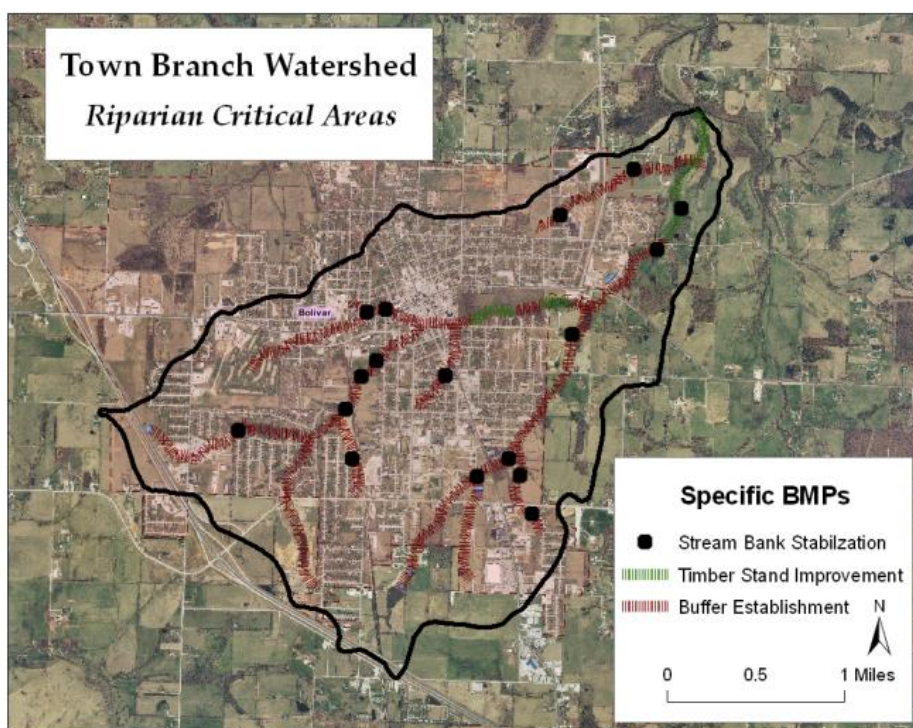 Town Branch Watershed
Riparian Critical Areas
Bolivar
Specific BMPs
Stream Bank Stabilzation
Timber Stand Improvement
Buffer Establishment
N
0 0.5 1 Miles